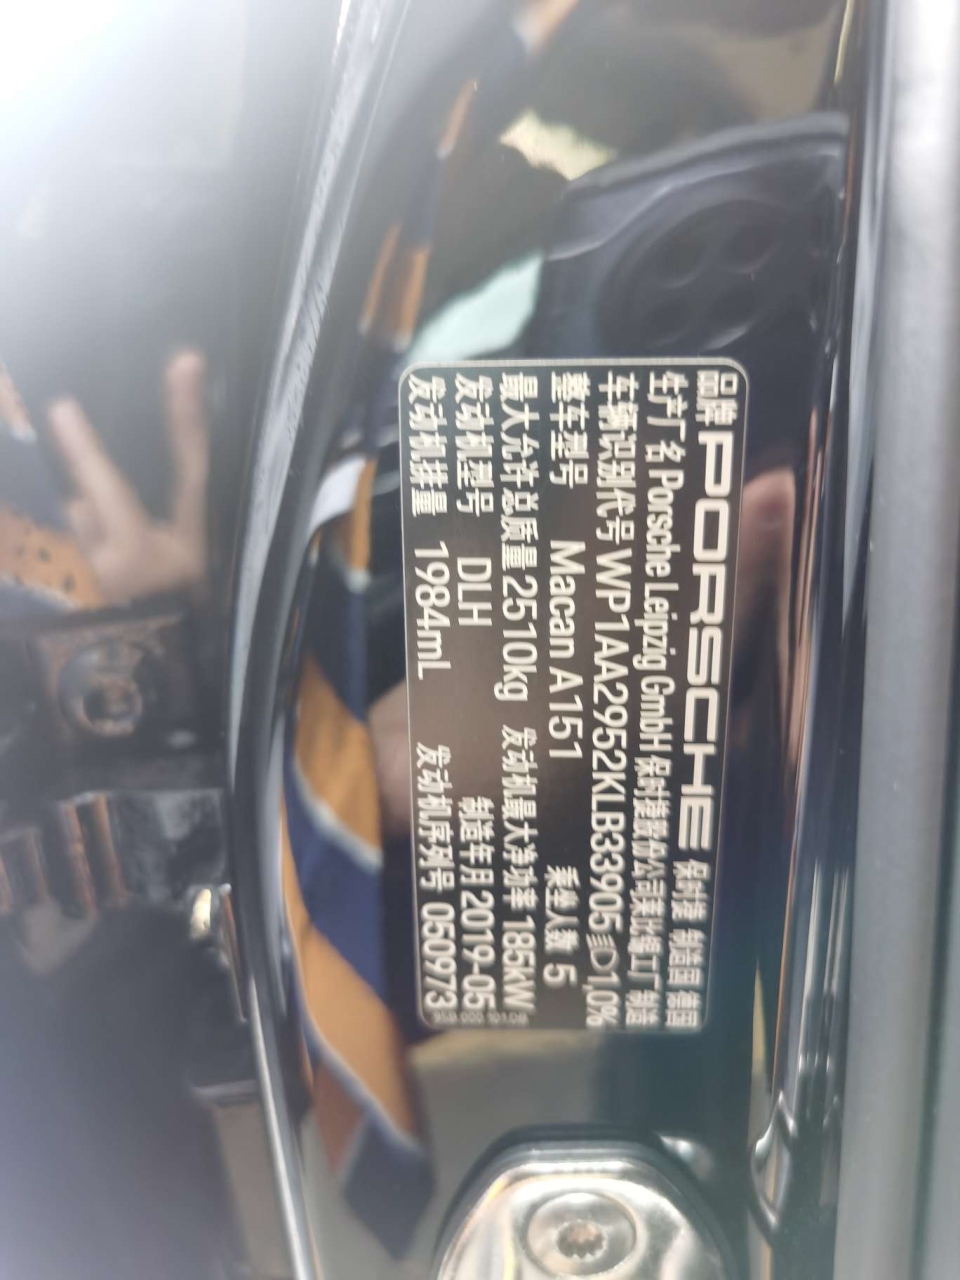 品牌 PORSCHE 保时捷 制造国 德国
生产厂名 Porsche Leipzig GmbH 保时捷股份公司莱比锡工厂制造
车辆识别代号 WP1AA2952KLB33905 1,0%
整车型号 Macan A151 乘坐人数 5
最大允许总质量 2510kg 发动机最大净功率 185kW
发动机型号 DLH 制造年月 2019-05
发动机排量 1984mL 发动机序列号 050973